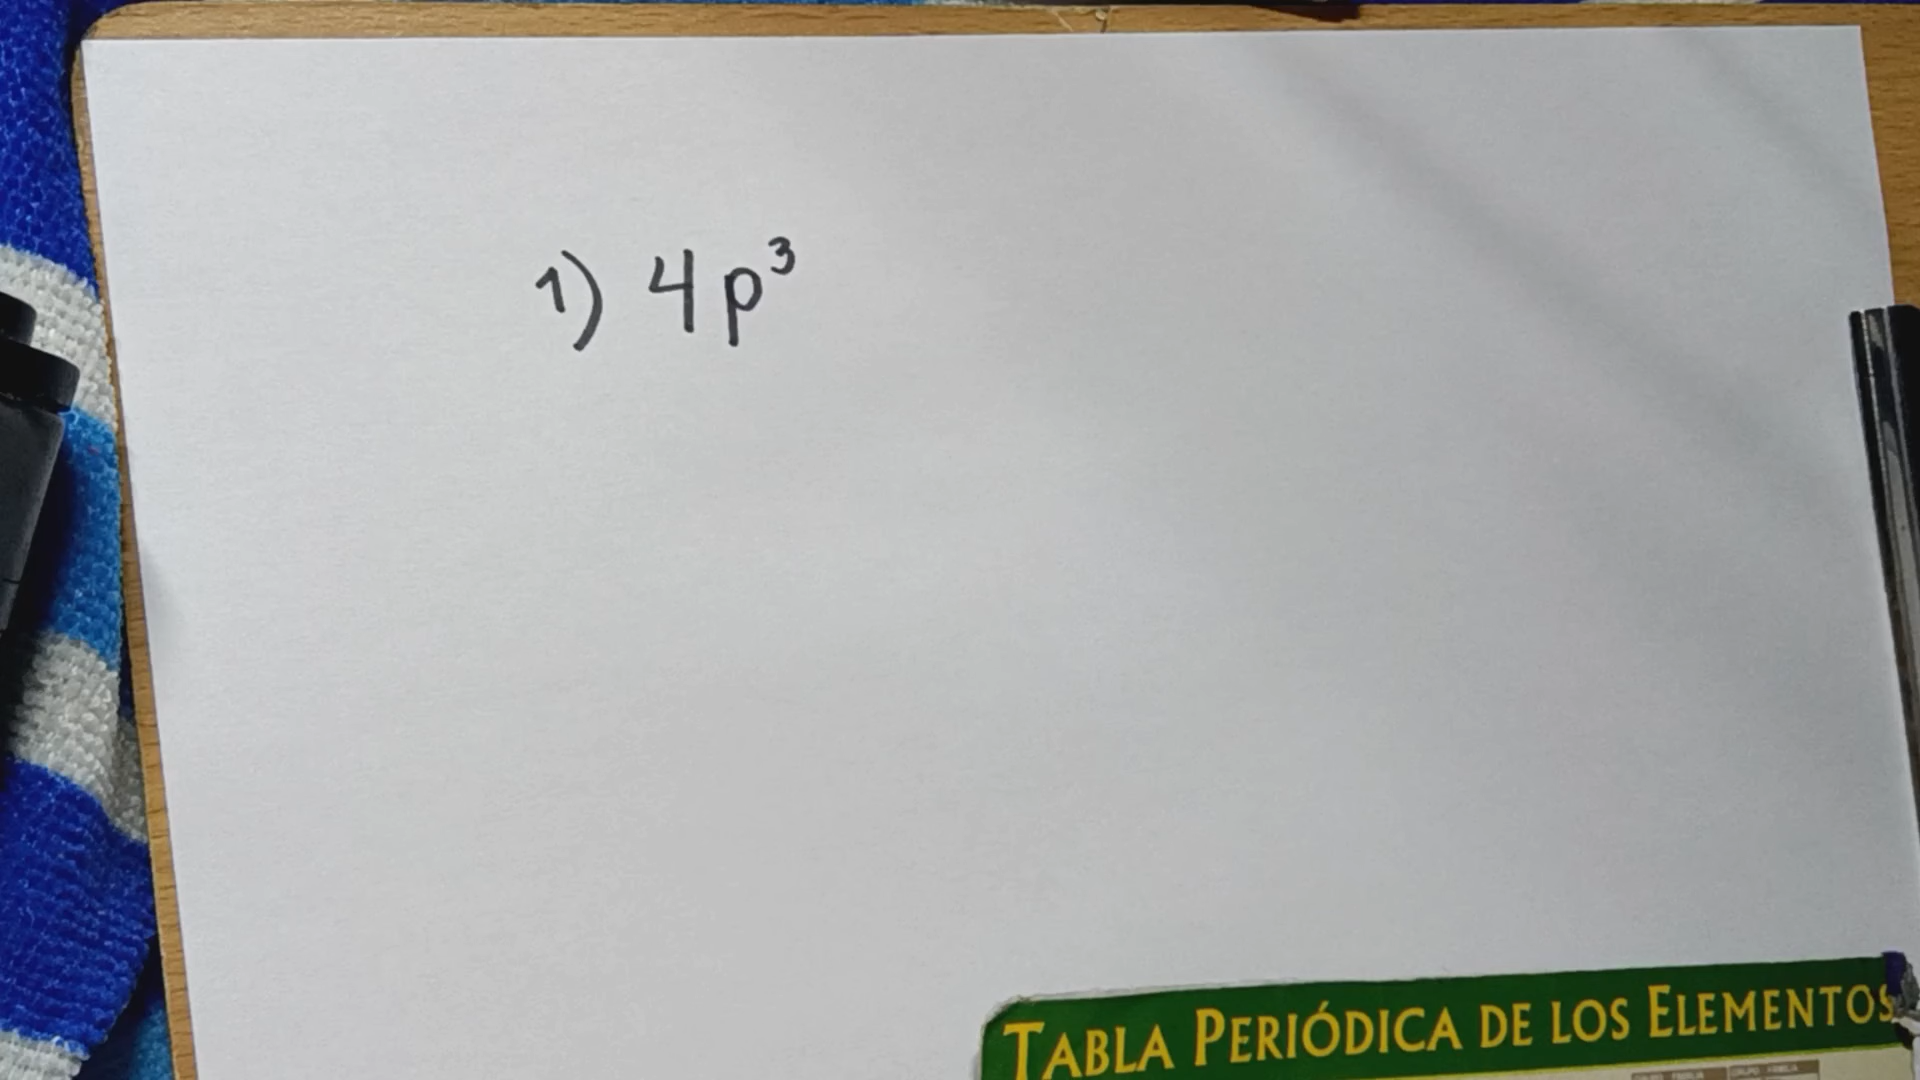 1) 4p³
TABLA PERIÓDICA DE LOS ELEMENTOS